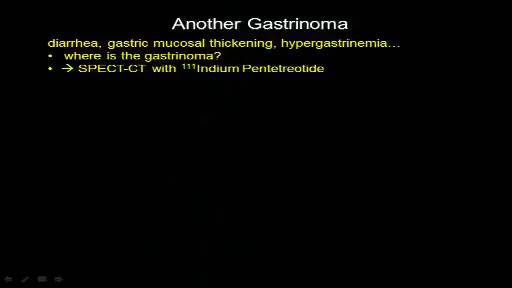 Another Gastrinoma
diarrhea, gastric mucosal thickening, hypergastrinemia…
• where is the gastrinoma?
• → SPECT-CT with ¹¹¹Indium Pentetreotide